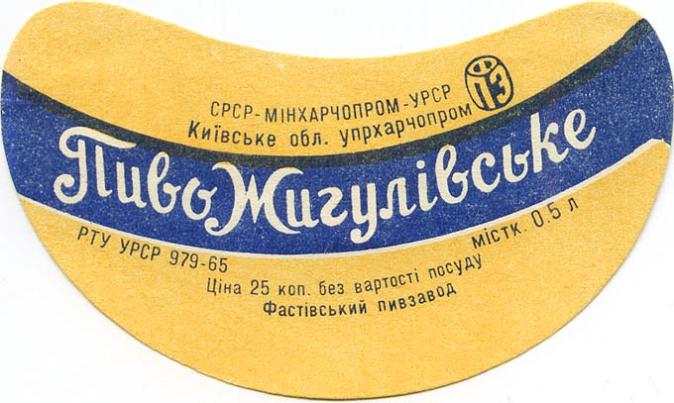 СРСР-МІНХАРЧОПРОМ-УРСР
Київське обл. упрхарчопром
ФПЗ
Пиво Жигулівське
РТУ УРСР 979-65
містк. 0.5 л
Ціна 25 коп. без вартості посуду
Фастівський пивзавод